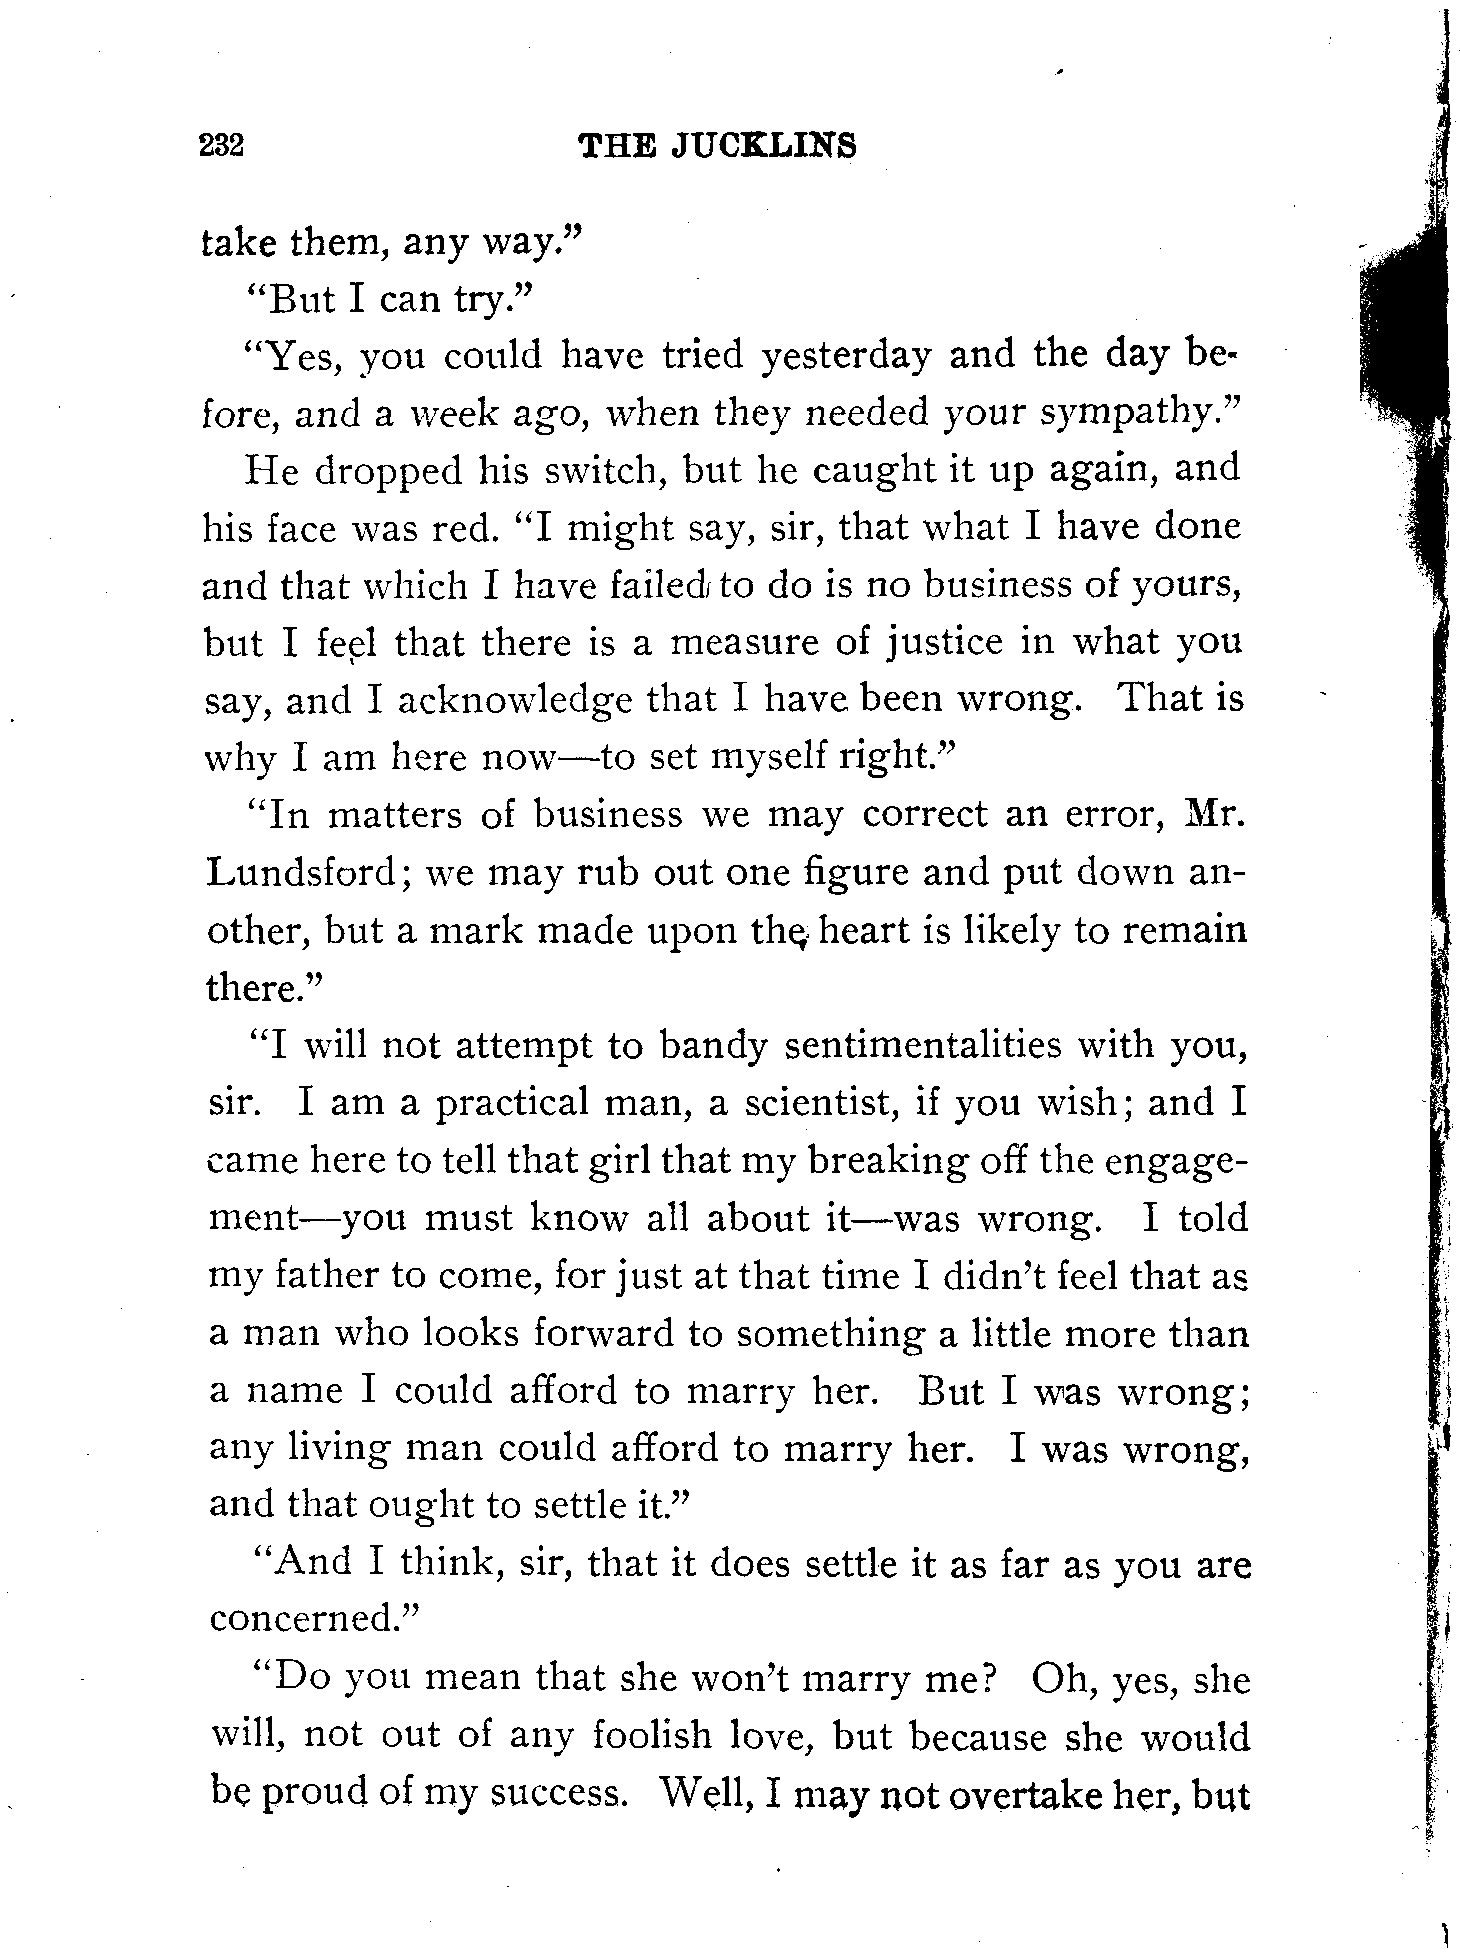 232 THE JUCKLINS
take them, any way.”
“But I can try.”
“Yes, you could have tried yesterday and the day be-
fore, and a week ago, when they needed your sympathy.”
He dropped his switch, but he caught it up again, and
his face was red. “I might say, sir, that what I have done
and that which I have failed to do is no business of yours,
but I feel that there is a measure of justice in what you
say, and I acknowledge that I have been wrong. That is
why I am here now—to set myself right.”
“In matters of business we may correct an error, Mr.
Lundsford; we may rub out one figure and put down an-
other, but a mark made upon the heart is likely to remain
there.”
“I will not attempt to bandy sentimentalities with you,
sir. I am a practical man, a scientist, if you wish; and I
came here to tell that girl that my breaking off the engage-
ment—you must know all about it—was wrong. I told
my father to come, for just at that time I didn’t feel that as
a man who looks forward to something a little more than
a name I could afford to marry her. But I was wrong;
any living man could afford to marry her. I was wrong,
and that ought to settle it.”
“And I think, sir, that it does settle it as far as you are
concerned.”
“Do you mean that she won’t marry me? Oh, yes, she
will, not out of any foolish love, but because she would
be proud of my success. Well, I may not overtake her, but